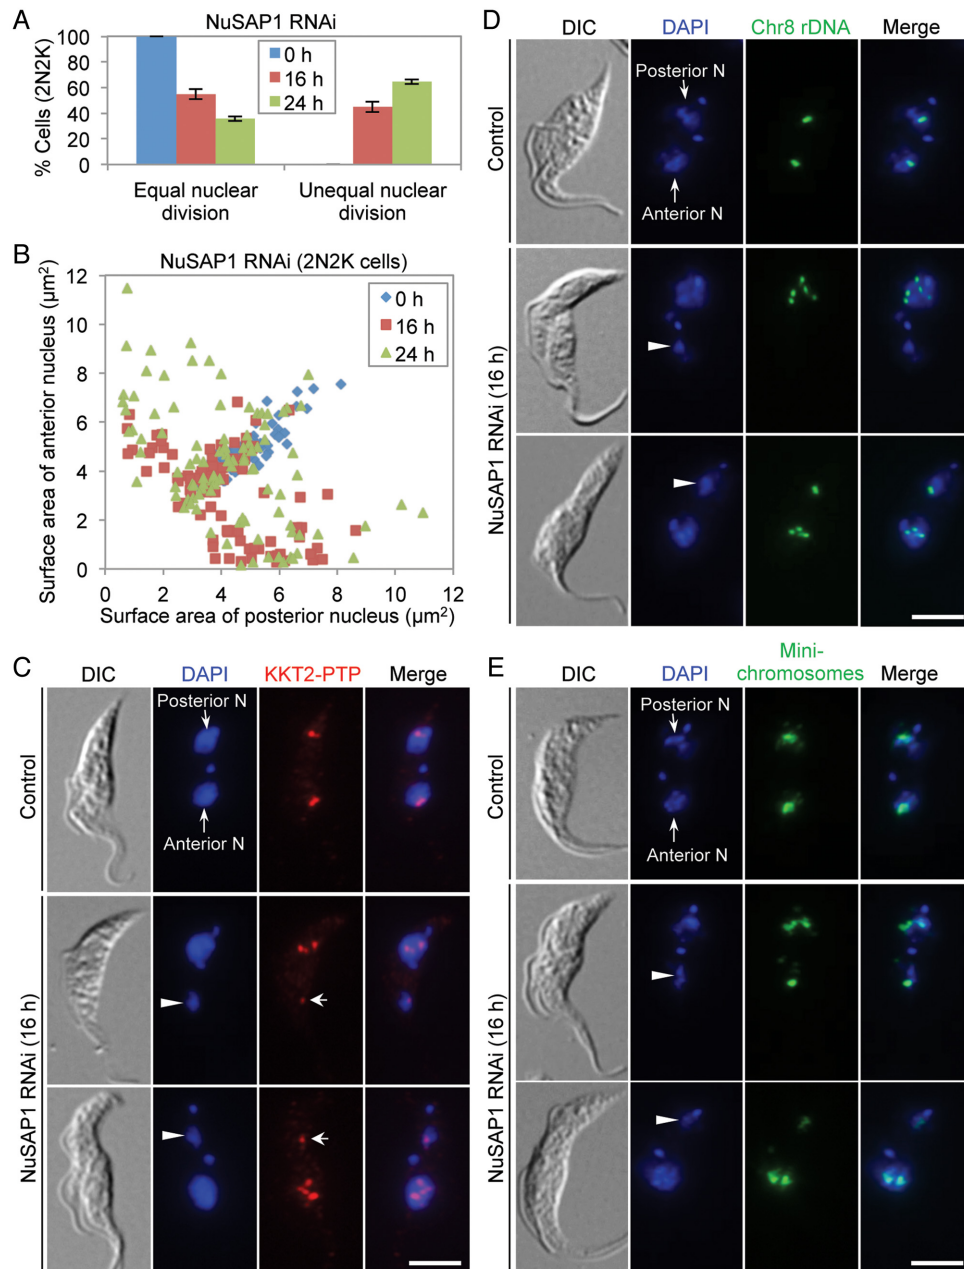 A
NuSAP1 RNAi
% Cells (2N2K)
100
80
60
40
20
0
0 h
16 h
24 h
Equal nuclear
division
Unequal nuclear
division
B
NuSAP1 RNAi (2N2K cells)
Surface area of anterior nucleus (µm²)
12
10
8
6
4
2
0
0 h
16 h
24 h
0 2 4 6 8 10 12
Surface area of posterior nucleus (µm²)
C
DIC DAPI KKT2-PTP Merge
Control
Posterior N
Anterior N
NuSAP1 RNAi (16 h)
D
DIC DAPI Chr8 rDNA Merge
Control
Posterior N
Anterior N
NuSAP1 RNAi (16 h)
E
DIC DAPI Mini-
chromosomes Merge
Control
Posterior N
Anterior N
NuSAP1 RNAi (16 h)